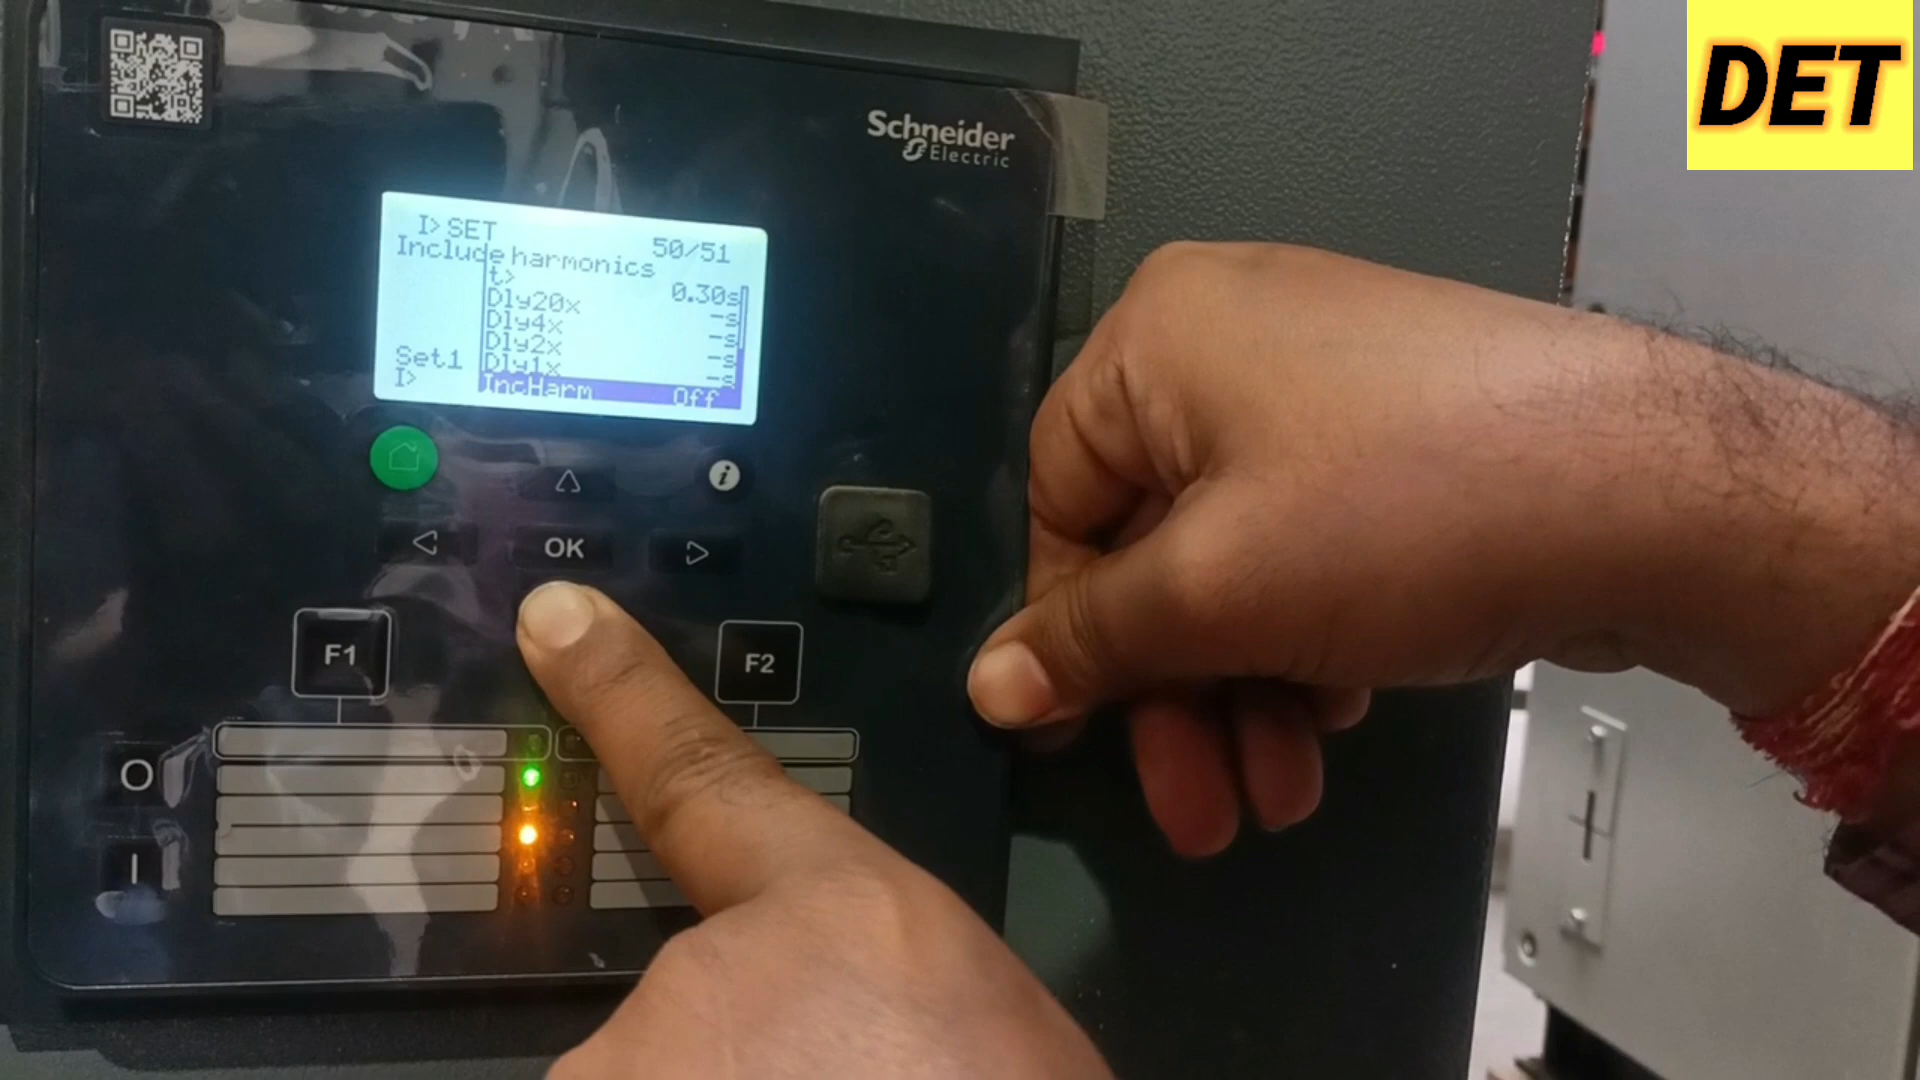 DET
Schneider
Electric
I> SET 50/51
Include harmonics
t> 0.30s
Dly20x -s
Dly4x -s
Dly2x -s
Set1 Dly1x -s
I> IncHarm Off
i
OK
F1
F2
O
I